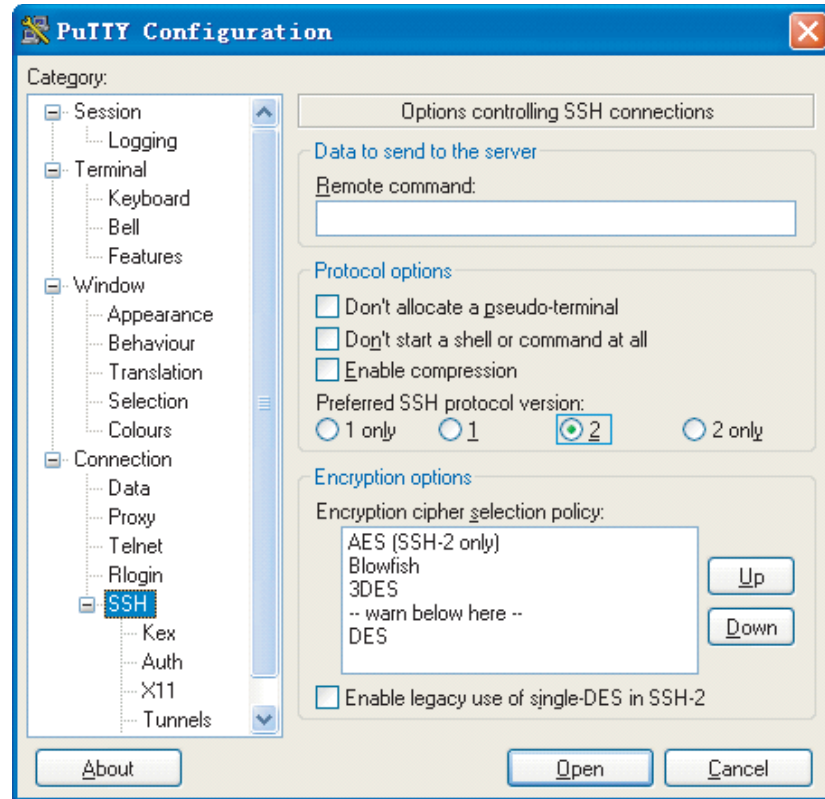 PuTTY Configuration
Category:
Session
Logging
Terminal
Keyboard
Bell
Features
Window
Appearance
Behaviour
Translation
Selection
Colours
Connection
Data
Proxy
Telnet
Rlogin
SSH
Kex
Auth
X11
Tunnels
Options controlling SSH connections
Data to send to the server
Remote command:
Protocol options
Don't allocate a pseudo-terminal
Don't start a shell or command at all
Enable compression
Preferred SSH protocol version:
1 only 1 2 2 only
Encryption options
Encryption cipher selection policy:
AES (SSH-2 only)
Blowfish
3DES
-- warn below here --
DES
Up
Down
Enable legacy use of single-DES in SSH-2
About
Open
Cancel